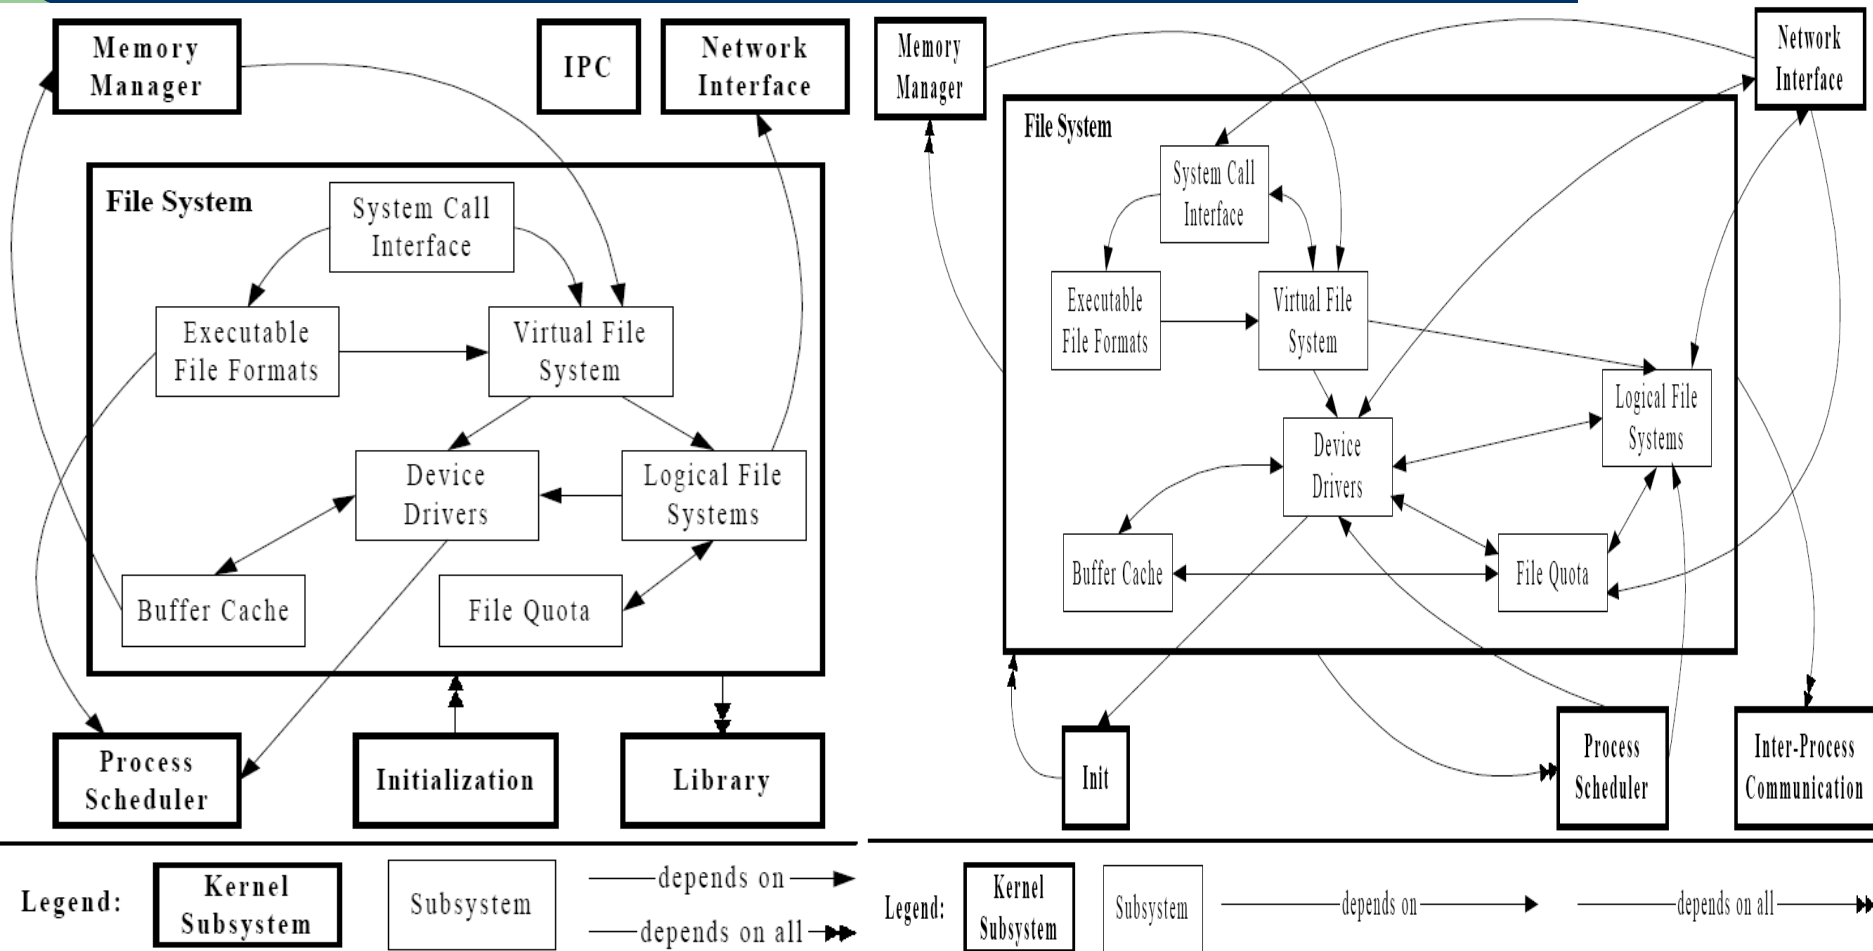 Memory
Manager
IPC
Network
Interface
File System
System Call
Interface
Executable
File Formats
Virtual File
System
Device
Drivers
Logical File
Systems
Buffer Cache
File Quota
Process
Scheduler
Initialization
Library
Legend:
Kernel
Subsystem
Subsystem
depends on
depends on all
Memory
Manager
Network
Interface
File System
System Call
Interface
Executable
File Formats
Virtual File
System
Logical File
Systems
Device
Drivers
Buffer Cache
File Quota
Init
Process
Scheduler
Inter-Process
Communication
Legend:
Kernel
Subsystem
Subsystem
depends on
depends on all